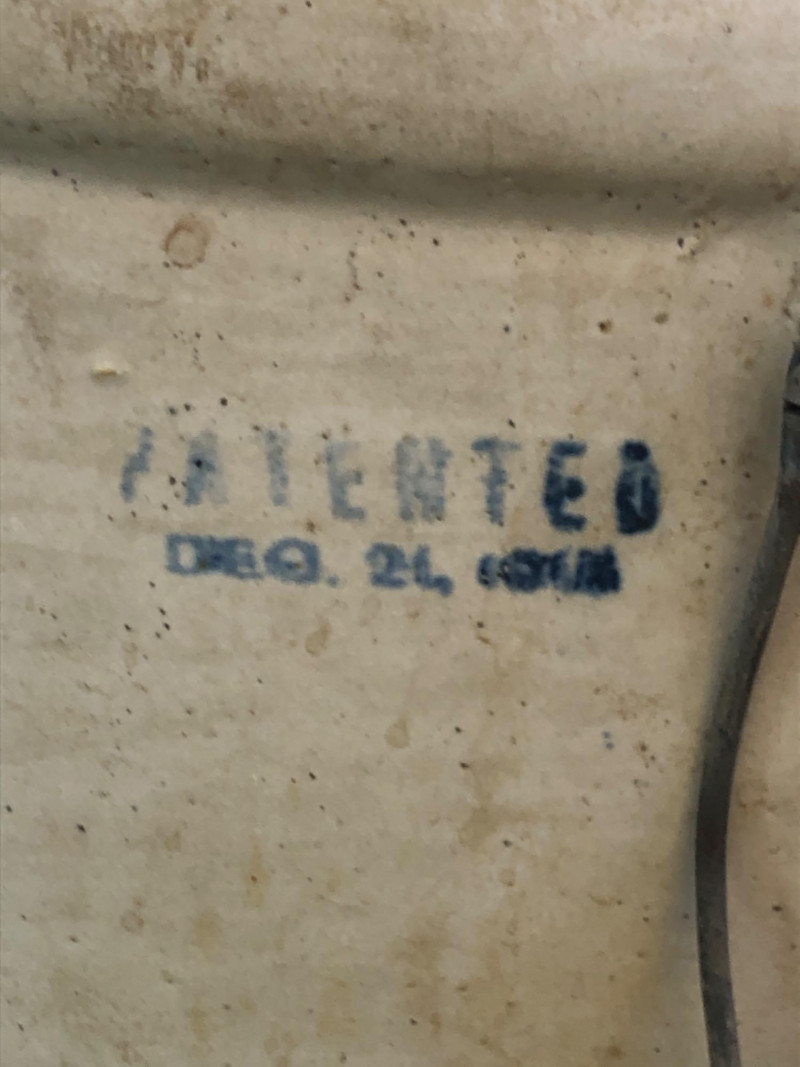 PATENTED
DEC. 21,